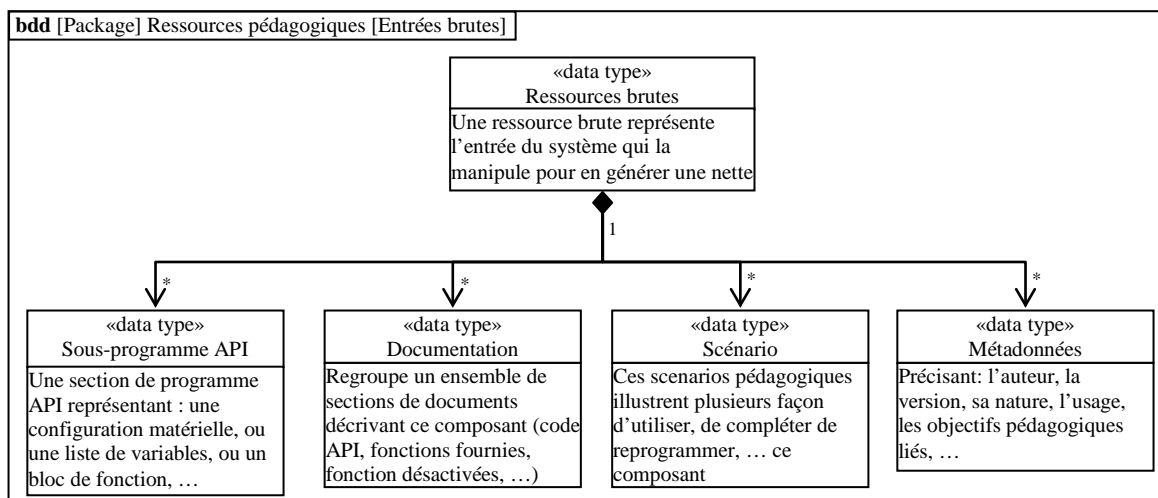 bdd [Package] Ressources pédagogiques [Entrées brutes]
«data type»
Ressources brutes
Une ressource brute représente
l’entrée du système qui la
manipule pour en générer une nette
1
*
*
*
*
«data type»
Sous-programme API
Une section de programme
API représentant : une
configuration matérielle, ou
une liste de variables, ou un
bloc de fonction, …
«data type»
Documentation
Regroupe un ensemble de
sections de documents
décrivant ce composant (code
API, fonctions fournies,
fonction désactivées, …)
«data type»
Scénario
Ces scenarios pédagogiques
illustrent plusieurs façon
d’utiliser, de compléter de
reprogrammer, … ce
composant
«data type»
Métadonnées
Précisant: l’auteur, la
version, sa nature, l’usage,
les objectifs pédagogiques
liés, …